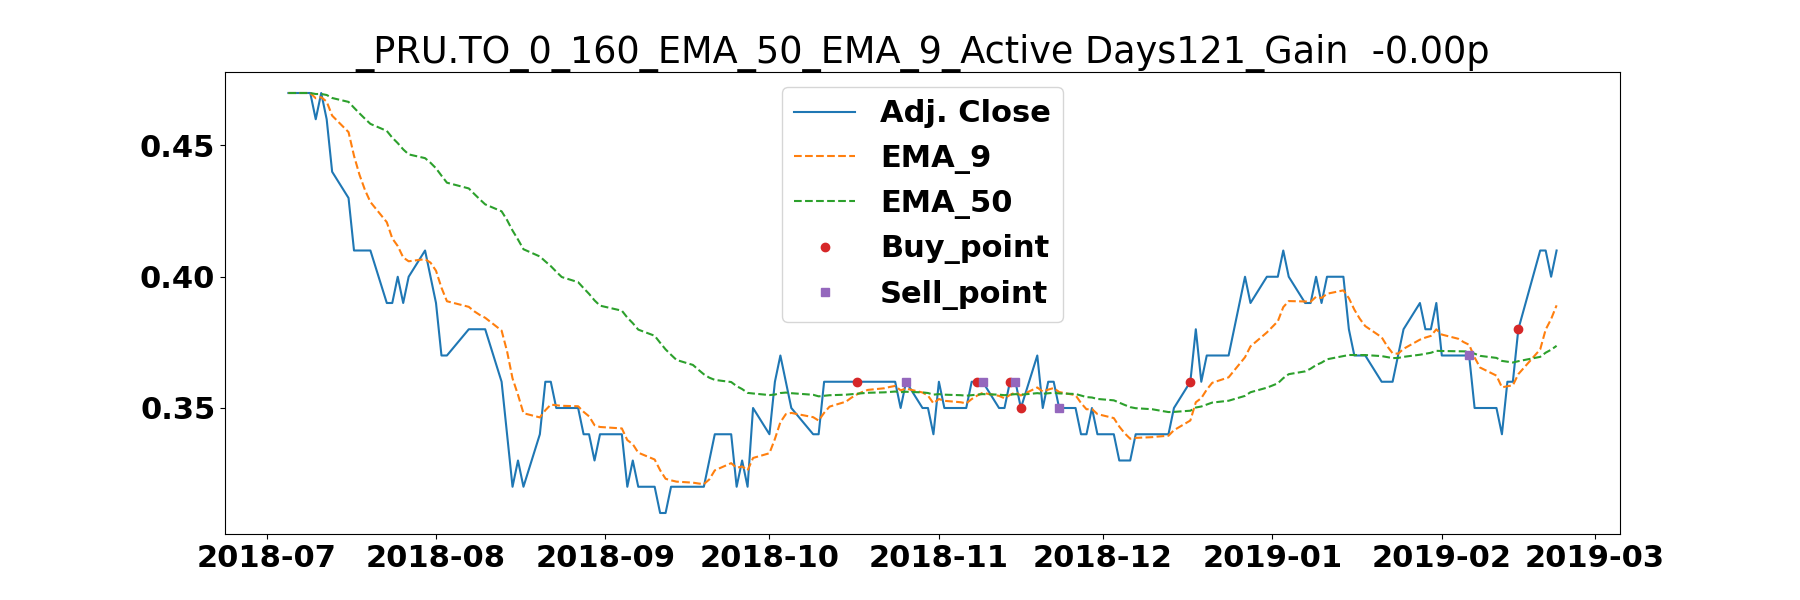 _PRU.TO_0_160_EMA_50_EMA_9_Active Days121_Gain  -0.00p
Adj. Close
EMA_9
EMA_50
Buy_point
Sell_point
0.45
0.40
0.35
2018-07 2018-08 2018-09 2018-10 2018-11 2018-12 2019-01 2019-02 2019-03